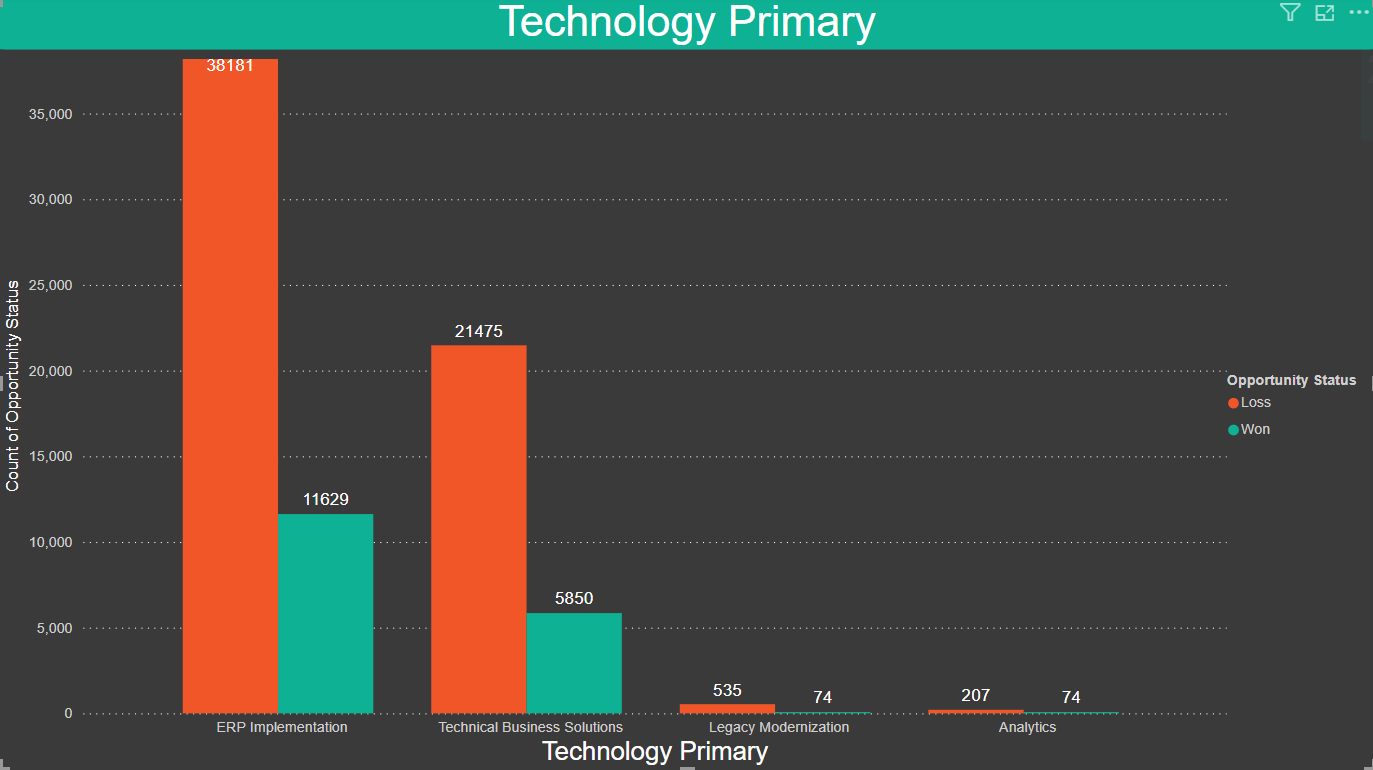 Technology Primary
38181
35,000
30,000
25,000
21475
20,000
15,000
11629
10,000
5850
5,000
535
74
207
74
0
Count of Opportunity Status
ERP Implementation
Technical Business Solutions
Legacy Modernization
Analytics
Technology Primary
Opportunity Status
Loss
Won